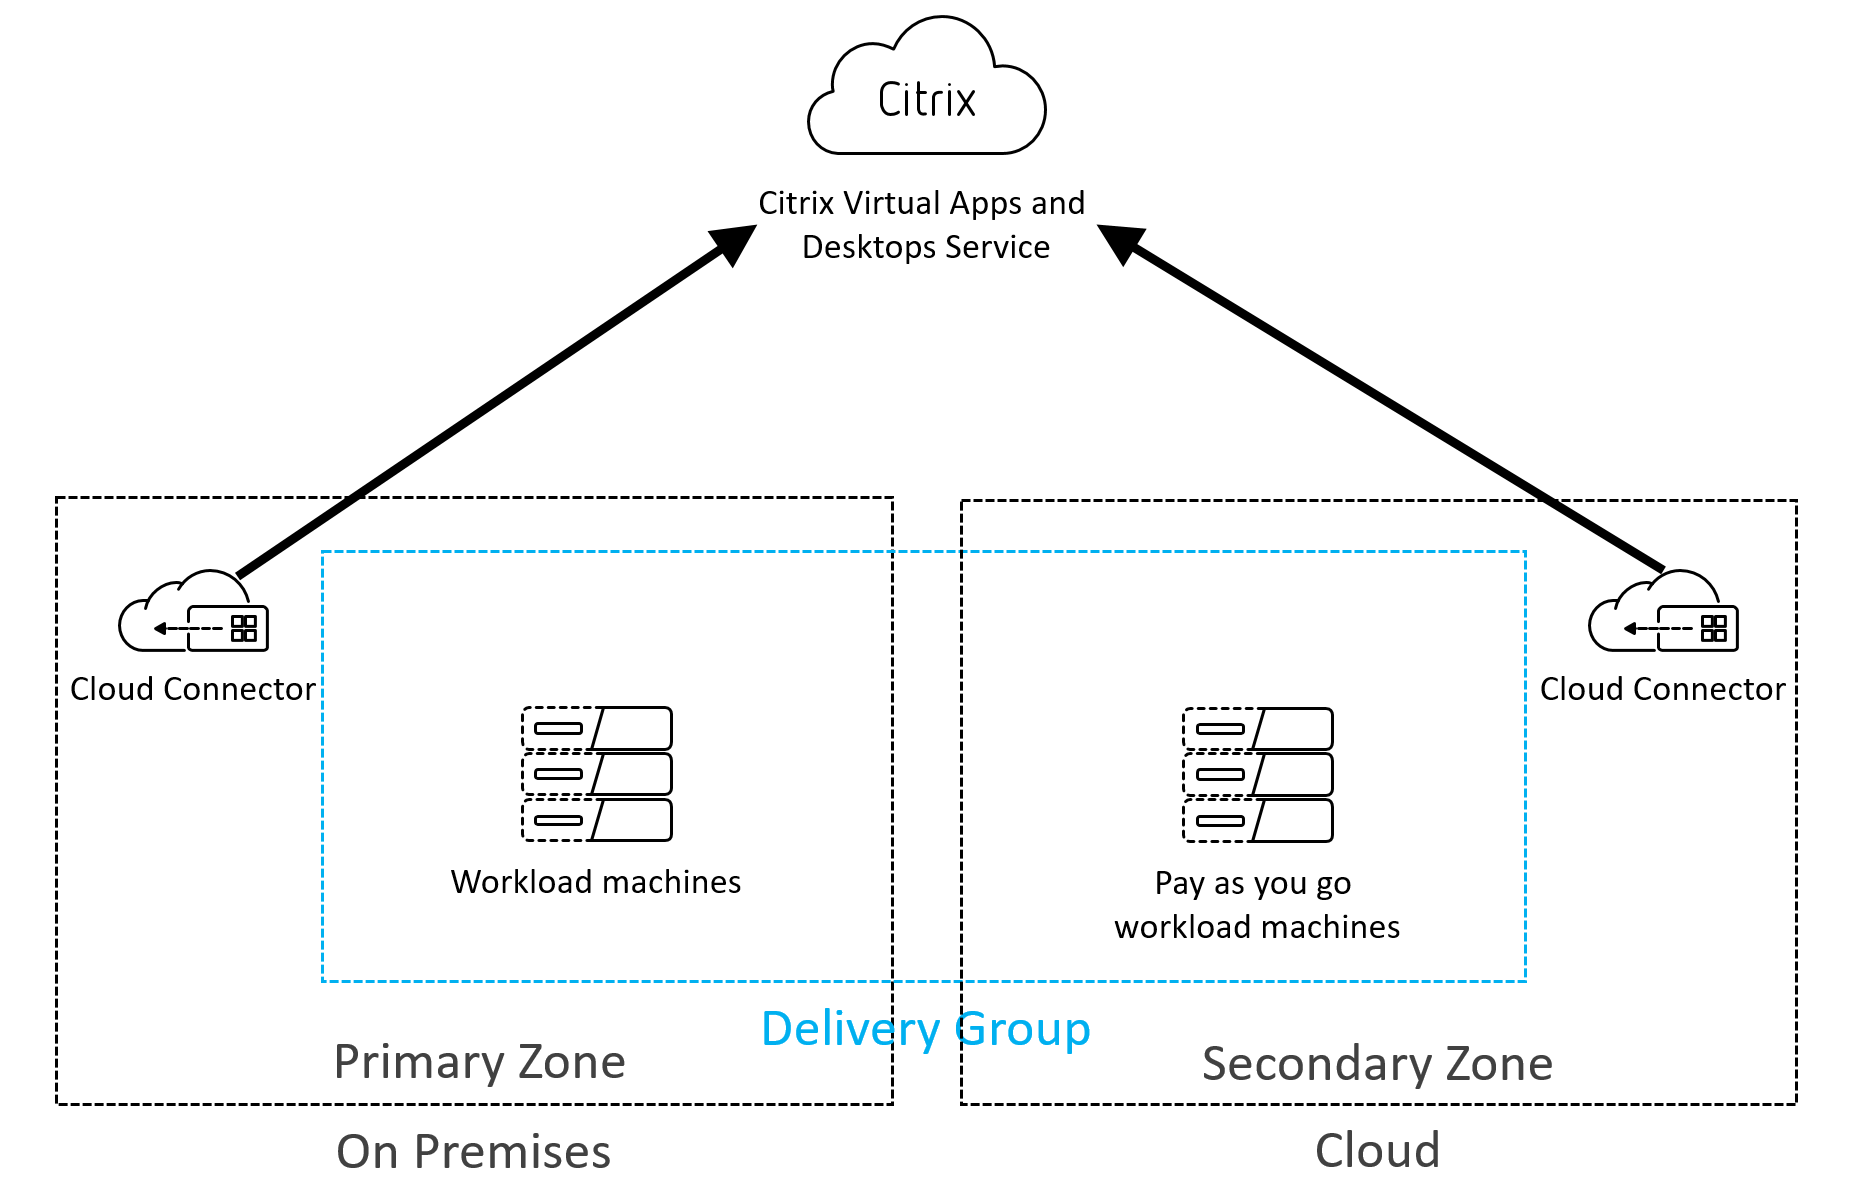 Citrix
Citrix Virtual Apps and
Desktops Service
Cloud Connector
Cloud Connector
Workload machines
Pay as you go
workload machines
Delivery Group
Primary Zone
Secondary Zone
On Premises
Cloud